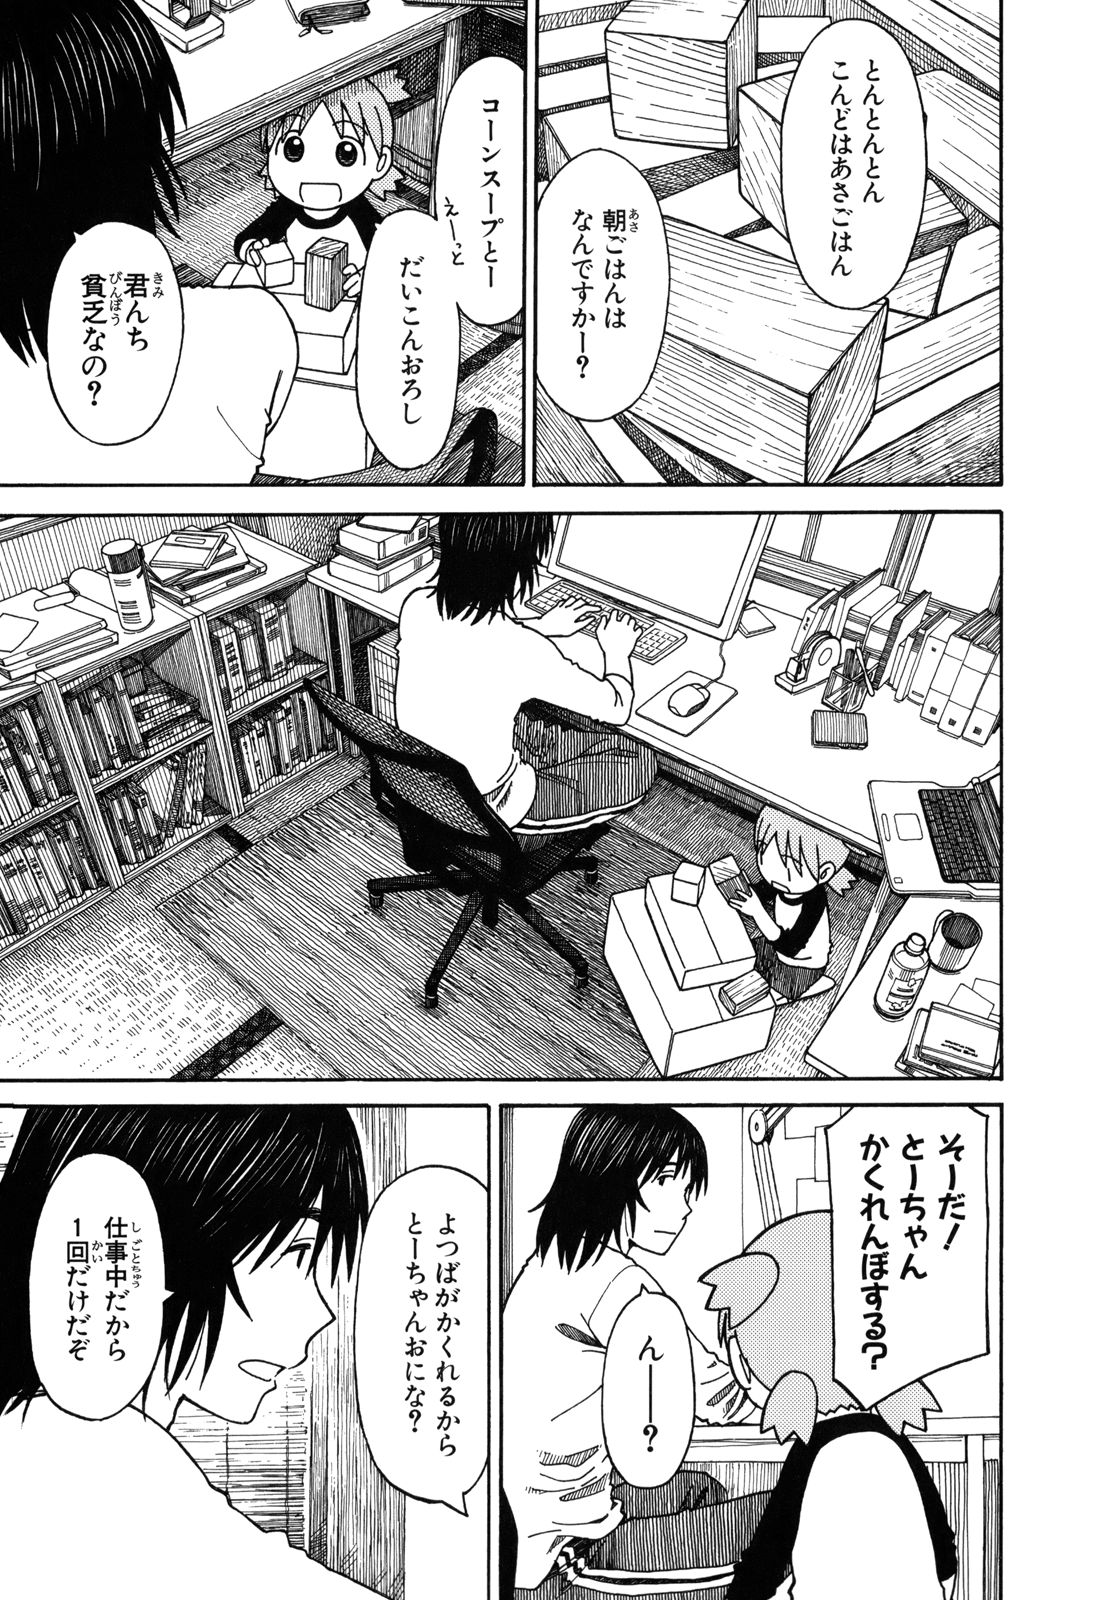 とんとんとん
こんどはあさごはん
朝ごはんは
なんですかー？
コーンスープとー
えーっと
だいこんおろし
君んち
貧乏なの？
そーだ！
とーちゃん
かくれんぼする？
んー？
よつばがかくれるから
とーちゃんおにな？
仕事中だから
1回だけだぞ